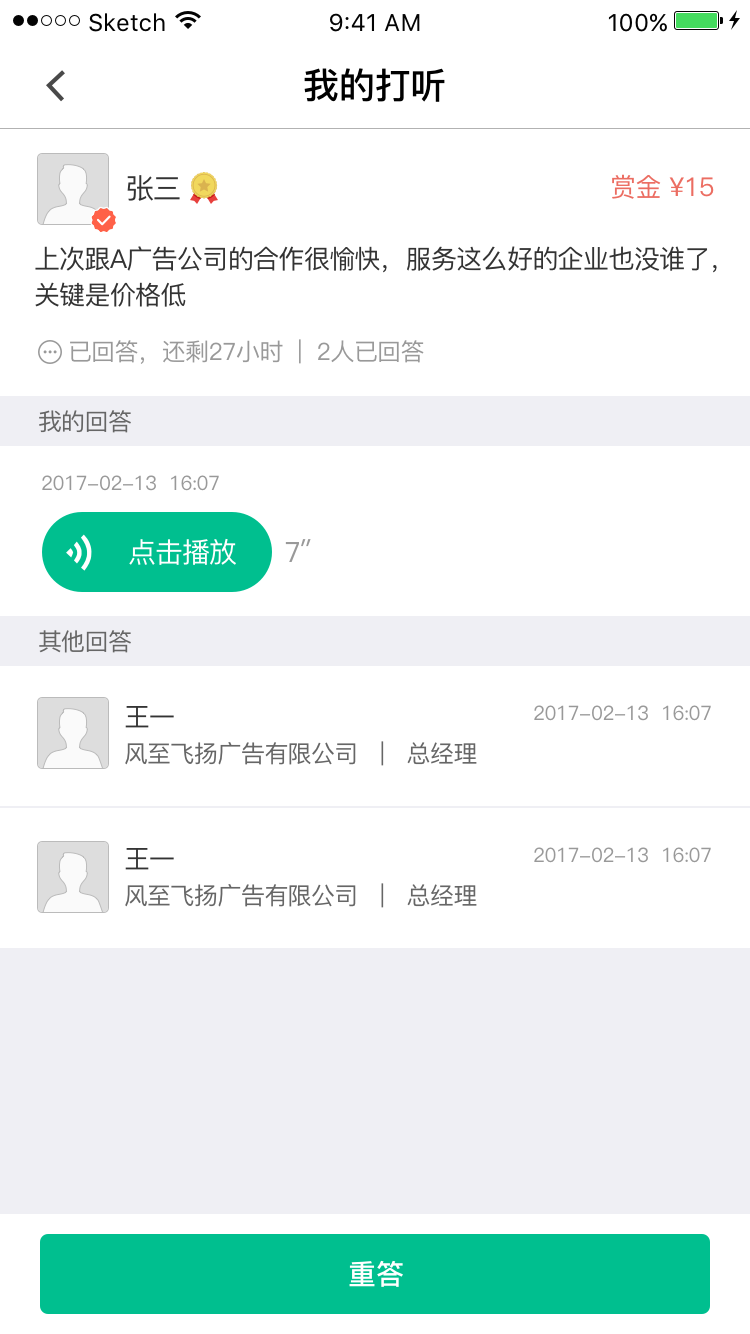 Sketch 9:41 AM 100%
我的打听
张三 赏金 ¥15
上次跟A广告公司的合作很愉快，服务这么好的企业也没谁了，
关键是价格低
已回答，还剩27小时 | 2人已回答
我的回答
2017-02-13 16:07
点击播放 7″
其他回答
王一 2017-02-13 16:07
风至飞扬广告有限公司 | 总经理
王一 2017-02-13 16:07
风至飞扬广告有限公司 | 总经理
重答